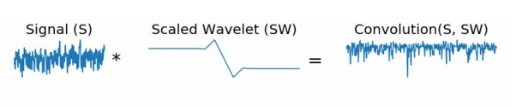 Signal (S) Scaled Wavelet (SW) Convolution(S, SW)
* =